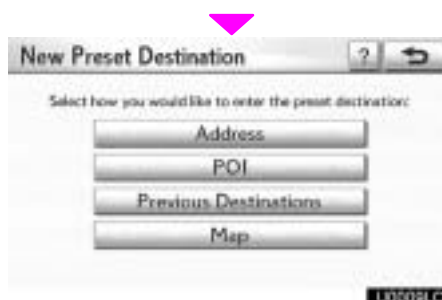 New Preset Destination ?
Select how you would like to enter the preset destination:
Address
POI
Previous Destinations
Map